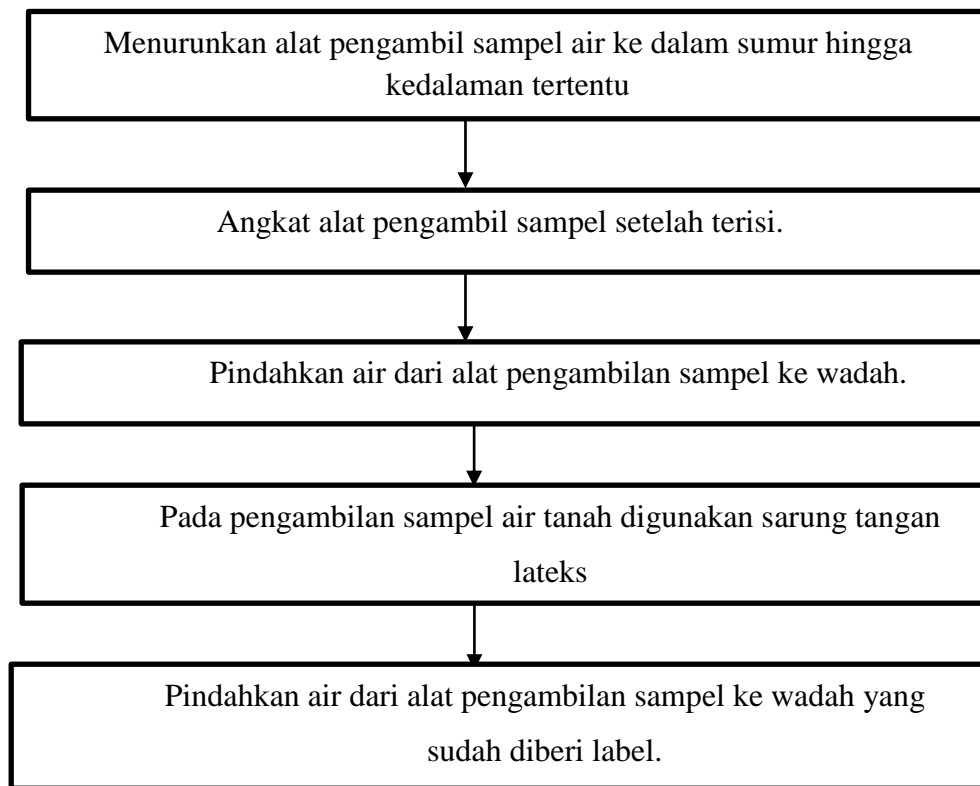 Menurunkan alat pengambil sampel air ke dalam sumur hingga
kedalaman tertentu
Angkat alat pengambil sampel setelah terisi.
Pindahkan air dari alat pengambilan sampel ke wadah.
Pada pengambilan sampel air tanah digunakan sarung tangan
lateks
Pindahkan air dari alat pengambilan sampel ke wadah yang
sudah diberi label.